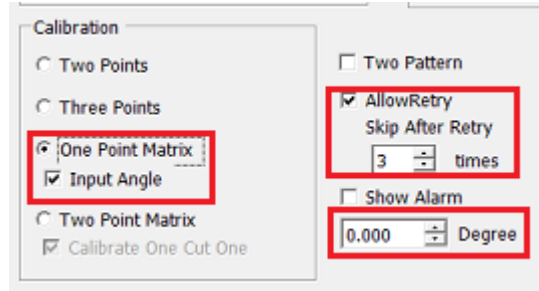 Calibration
Two Points
Three Points
One Point Matrix
Input Angle
Two Point Matrix
Calibrate One Cut One
Two Pattern
AllowRetry
Skip After Retry
3 times
Show Alarm
0.000 Degree